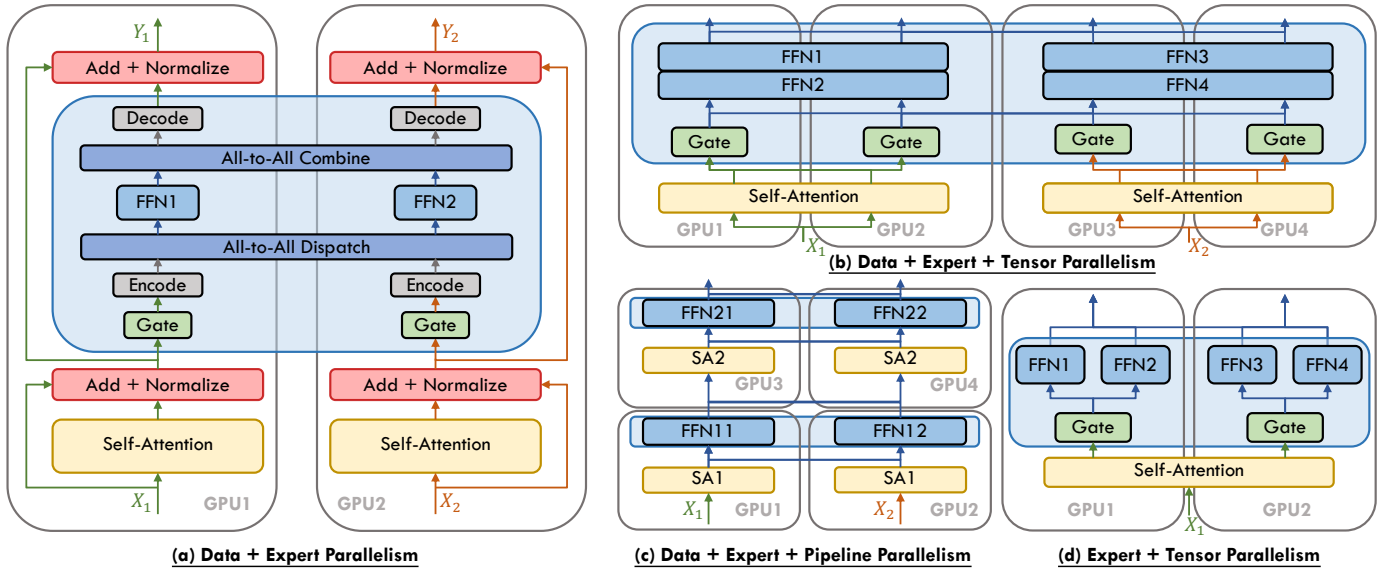 Y1
Y2
Add + Normalize
Add + Normalize
Decode
Decode
All-to-All Combine
FFN1
FFN2
All-to-All Dispatch
Encode
Encode
Gate
Gate
Add + Normalize
Add + Normalize
Self-Attention
Self-Attention
X1
GPU1
GPU2
X2
(a) Data + Expert Parallelism
FFN1
FFN3
FFN2
FFN4
Gate
Gate
Gate
Gate
Self-Attention
Self-Attention
GPU1
GPU2
GPU3
GPU4
X1
X2
(b) Data + Expert + Tensor Parallelism
FFN21
FFN22
SA2
SA2
GPU3
GPU4
FFN11
FFN12
SA1
SA1
X1
GPU1
X2
GPU2
(c) Data + Expert + Pipeline Parallelism
FFN1
FFN2
FFN3
FFN4
Gate
Gate
Self-Attention
GPU1
GPU2
X1
(d) Expert + Tensor Parallelism